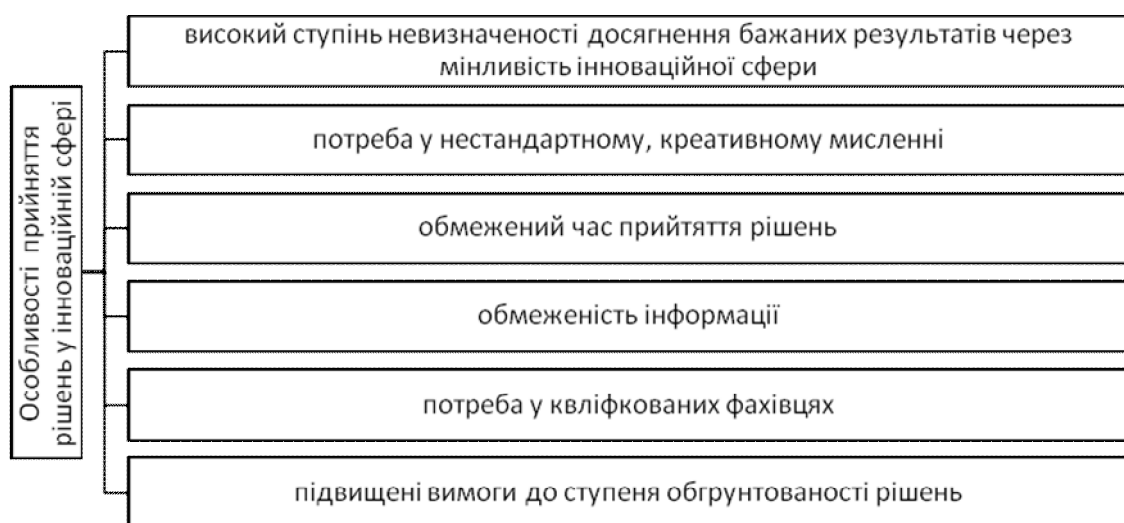 Особливості прийняття
рішень у інноваційній сфері
високий ступінь невизначеності досягнення бажаних результатів через
мінливість інноваційної сфери
потреба у нестандартному, креативному мисленні
обмежений час прийтяття рішень
обмеженість інформації
потреба у квліфкованих фахівцях
підвищені вимоги до ступеня обгрунтованості рішень